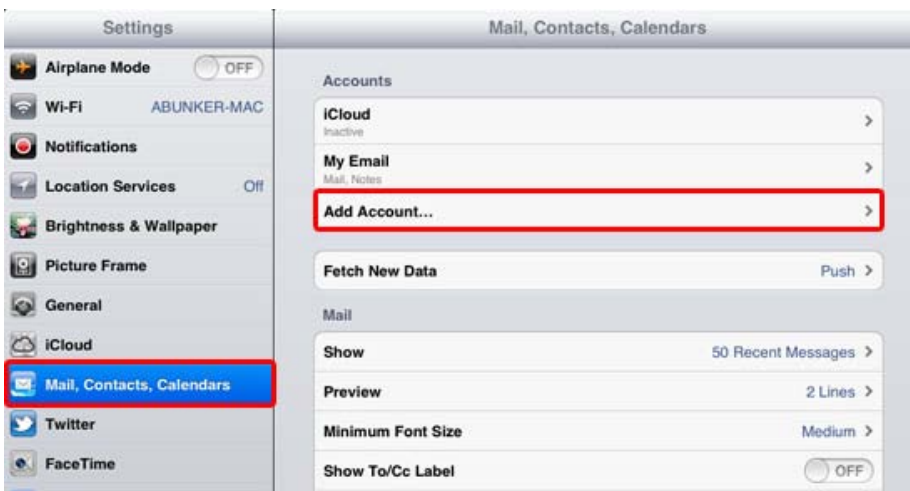 Settings
Airplane Mode OFF
Wi-Fi ABUNKER-MAC
Notifications
Location Services Off
Brightness & Wallpaper
Picture Frame
General
iCloud
Mail, Contacts, Calendars
Twitter
FaceTime
Mail, Contacts, Calendars
Accounts
iCloud
Inactive
My Email
Mail, Notes
Add Account...
Fetch New Data Push
Mail
Show 50 Recent Messages
Preview 2 Lines
Minimum Font Size Medium
Show To/Cc Label OFF